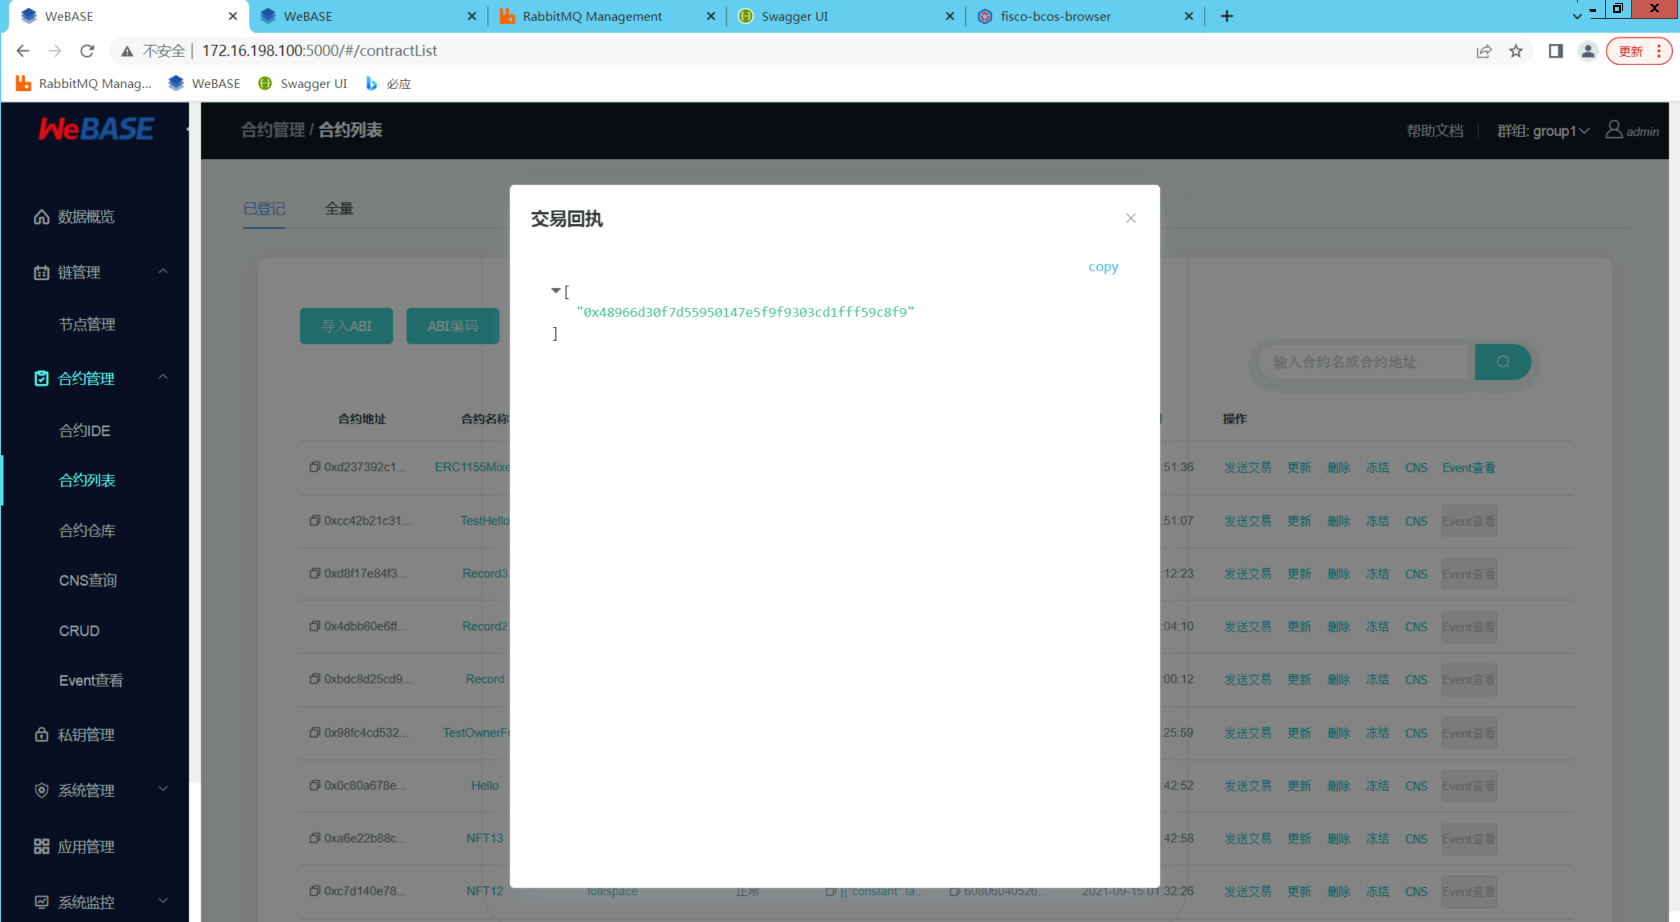 WeBASE
WeBASE
RabbitMQ Management
Swagger UI
fisco-bcos-browser
不安全
172.16.198.100:5000/#/contractList
更新
RabbitMQ Manag...
WeBASE
Swagger UI
必应
WeBASE
合约管理 / 合约列表
帮助文档
群组: group1
admin
数据概览
链管理
节点管理
合约管理
合约IDE
合约列表
合约仓库
CNS查询
CRUD
Event查看
私钥管理
系统管理
应用管理
系统监控
已登记
全量
导入ABI
ABI编码
输入合约名或合约地址
交易回执
copy
[
"0x48966d30f7d55950147e5f9f9303cd1fff59c8f9"
]
合约地址 合约名称 操作
0xd237392c1... ERC1155Mixe :51:36 发送交易 更新 删除 冻结 CNS Event查看
0xcc42b21c31... TestHello :51:07 发送交易 更新 删除 冻结 CNS Event查看
0xd8f17e84f3... Record3 :12:23 发送交易 更新 删除 冻结 CNS Event查看
0x4dbb60e6ff... Record2 :04:10 发送交易 更新 删除 冻结 CNS Event查看
0xbdc8d25cd9... Record :00:12 发送交易 更新 删除 冻结 CNS Event查看
0x98fc4cd532... TestOwnerF :25:59 发送交易 更新 删除 冻结 CNS Event查看
0x0c80a678e... Hello :42:52 发送交易 更新 删除 冻结 CNS Event查看
0xa6e22b88c... NFT13 :42:58 发送交易 更新 删除 冻结 CNS Event查看
0xc7d140e78... NFT12 folkspace 正常 [{"constant":fa... 60806040526... 2021-09-15 01:32:26 发送交易 更新 删除 冻结 CNS Event查看